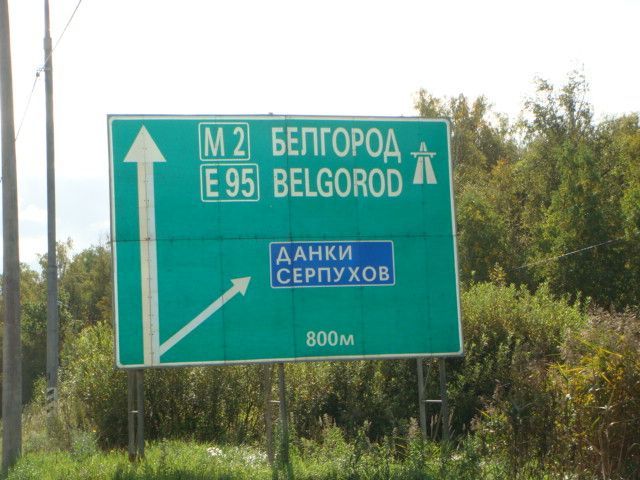 М 2 БЕЛГОРОД
E 95 BELGOROD
ДАНКИ
СЕРПУХОВ
800м